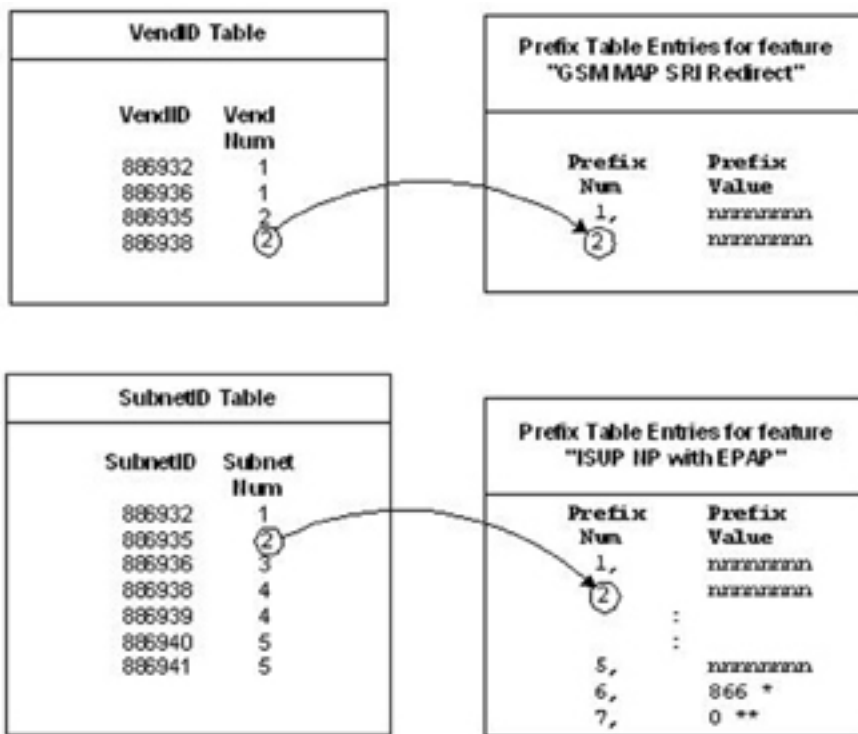 VendID Table
VendID Vend
Num
886932 1
886936 1
886935 2
886938 2
Prefix Table Entries for feature
"GSM MAP SRI Redirect"
Prefix Prefix
Num Value
1, nnnnnnnn
2, nnnnnnnn
SubnetID Table
SubnetID Subnet
Num
886932 1
886935 2
886936 3
886938 4
886939 4
886940 5
886941 5
Prefix Table Entries for feature
"ISUP NP with EPAP"
Prefix Prefix
Num Value
1, nnnnnnnn
2, nnnnnnnn
:
:
5, nnnnnnnn
6, 866 *
7, 0 **